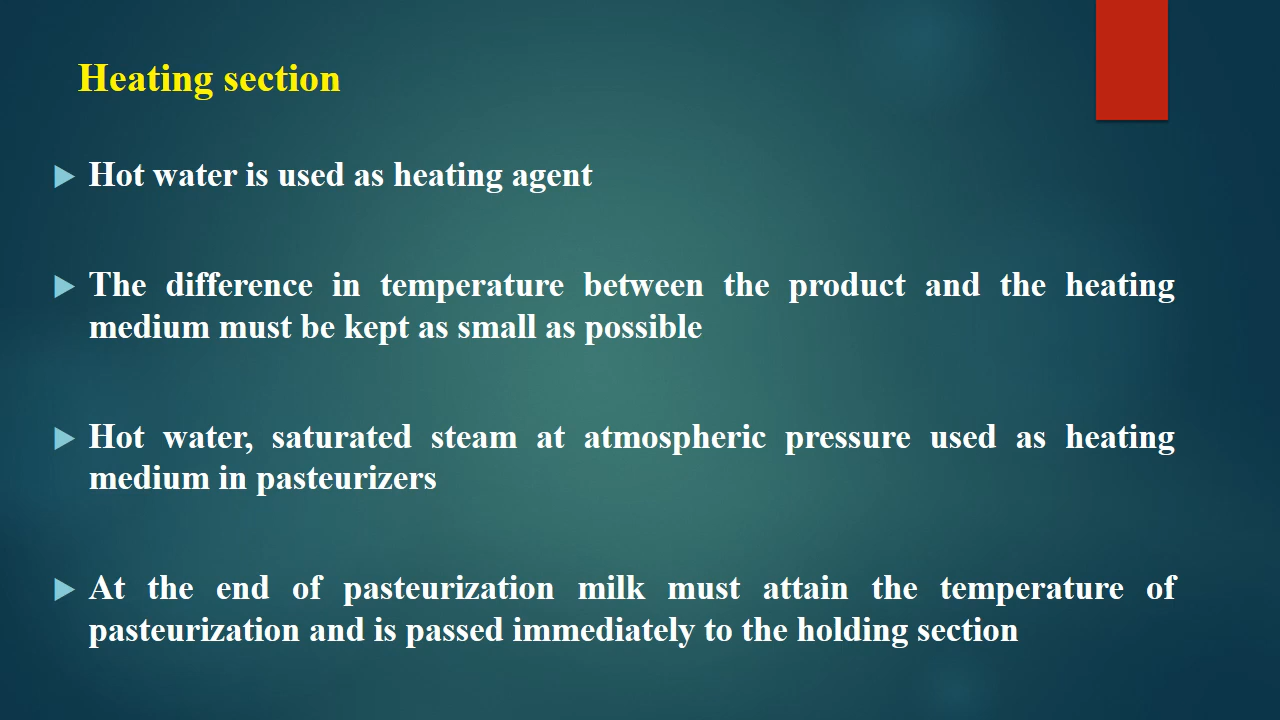 Heating section
Hot water is used as heating agent
The difference in temperature between the product and the heating
medium must be kept as small as possible
Hot water, saturated steam at atmospheric pressure used as heating
medium in pasteurizers
At the end of pasteurization milk must attain the temperature of
pasteurization and is passed immediately to the holding section